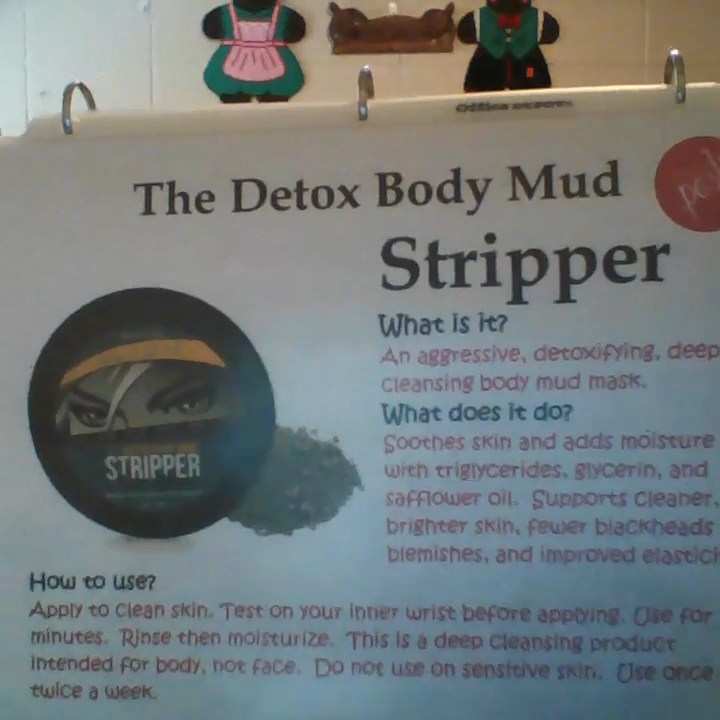 Office DEPOT
The Detox Body Mud
Stripper
What is it?
An aggressive, detoxifying, deep
cleansing body mud mask.
What does it do?
Soothes skin and adds moisture
with triglycerides, glycerin, and
safflower oil. Supports cleaner,
brighter skin, fewer blackheads
blemishes, and improved elastici
STRIPPER
How to use?
Apply to clean skin. Test on your inner wrist before applying. Use for
minutes. Rinse then moisturize. This is a deep cleansing product
intended for body, not face. Do not use on sensitive skin. Use once
twice a week.